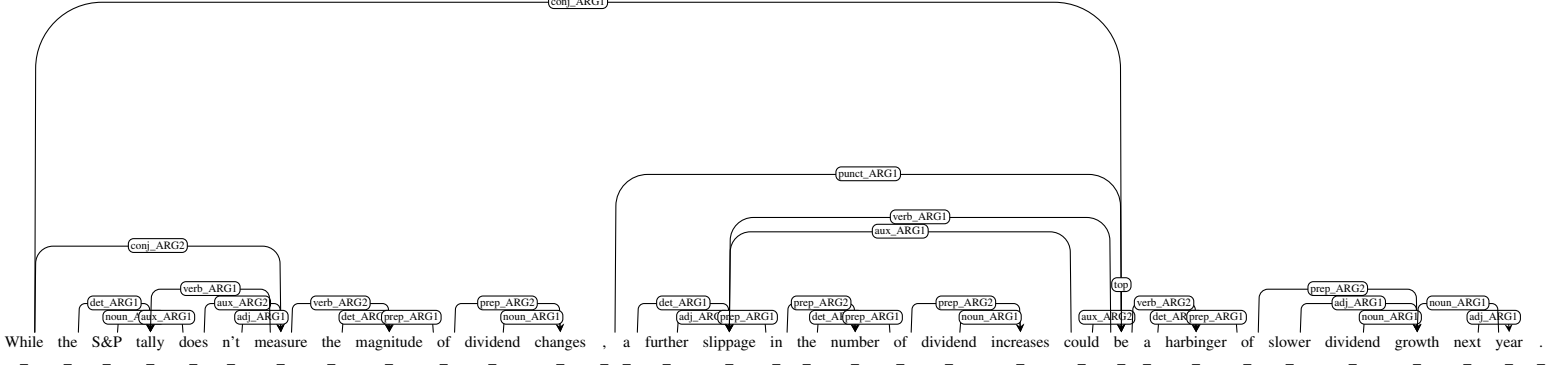 conj_ARG1
punct_ARG1
verb_ARG1
aux_ARG1
conj_ARG2
top
verb_ARG1 prep_ARG2
det_ARG1 aux_ARG2 verb_ARG2 prep_ARG2 det_ARG1 prep_ARG2 prep_ARG2 verb_ARG2 adj_ARG1 noun_ARG1
aux_ARG1 adj_ARG1 prep_ARG1 noun_ARG1 prep_ARG1 prep_ARG1 noun_ARG1 aux_ARG2 prep_ARG1 noun_ARG1 adj_ARG1
While the S&P tally does n't measure the magnitude of dividend changes , a further slippage in the number of dividend increases could be a harbinger of slower dividend growth next year .